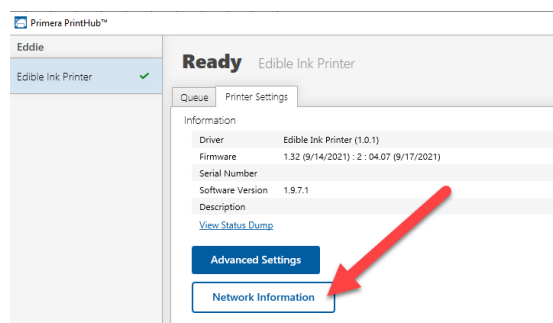 Primera PrintHub™
Eddie
Edible Ink Printer
Ready Edible Ink Printer
Queue Printer Settings
Information
Driver Edible Ink Printer (1.0.1)
Firmware 1.32 (9/14/2021) : 2 : 04.07 (9/17/2021)
Serial Number
Software Version 1.9.7.1
Description
View Status Dump
Advanced Settings
Network Information